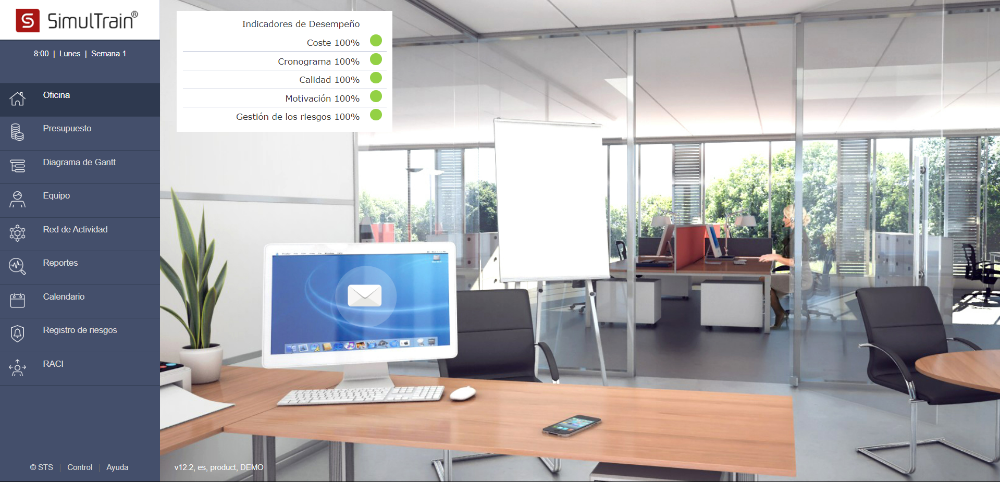 S SimulTrain®
8:00 | Lunes | Semana 1
Oficina
Presupuesto
Diagrama de Gantt
Equipo
Red de Actividad
Reportes
Calendario
Registro de riesgos
RACI
© STS | Control | Ayuda
Indicadores de Desempeño
Coste 100%
Cronograma 100%
Calidad 100%
Motivación 100%
Gestión de los riesgos 100%
v12.2, es, product, DEMO